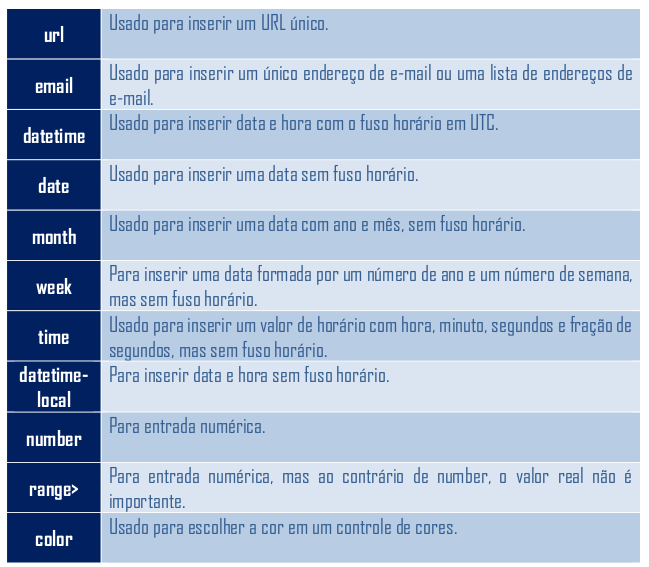 url
Usado para inserir um URL único.
email
Usado para inserir um único endereço de e-mail ou uma lista de endereços de
e-mail.
datetime
Usado para inserir data e hora com o fuso horário em UTC.
date
Usado para inserir uma data sem fuso horário.
month
Usado para inserir uma data com ano e mês, sem fuso horário.
week
Para inserir uma data formada por um número de ano e um número de semana,
mas sem fuso horário.
time
Usado para inserir um valor de horário com hora, minuto, segundos e fração de
segundos, mas sem fuso horário.
datetime-
local
Para inserir data e hora sem fuso horário.
number
Para entrada numérica.
range>
Para entrada numérica, mas ao contrário de number, o valor real não é
importante.
color
Usado para escolher a cor em um controle de cores.